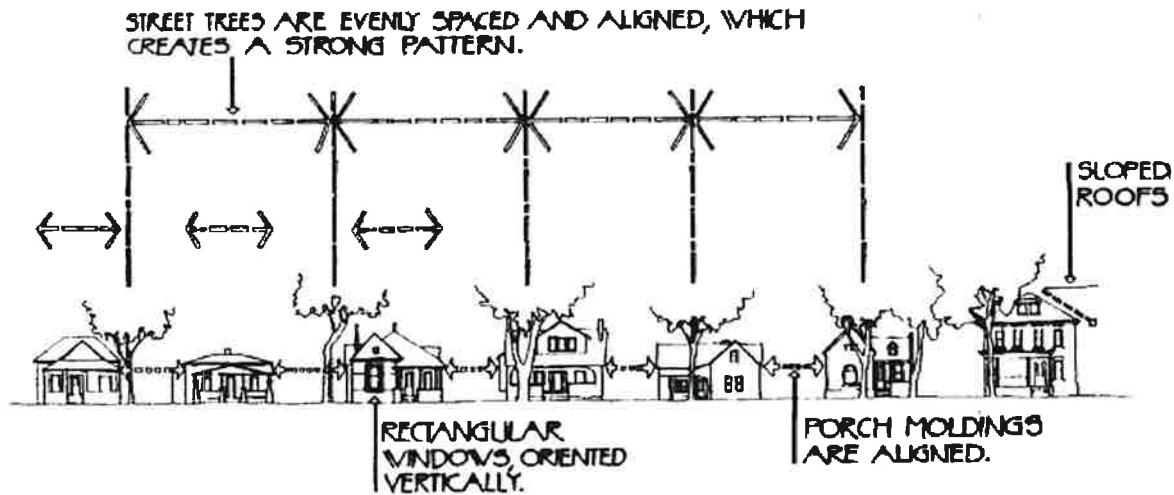 STREET TREES ARE EVENLY SPACED AND ALIGNED, WHICH
CREATES A STRONG PATTERN.
SLOPED
ROOFS
RECTANGULAR
WINDOWS, ORIENTED
VERTICALLY.
PORCH MOLDINGS
ARE ALIGNED.